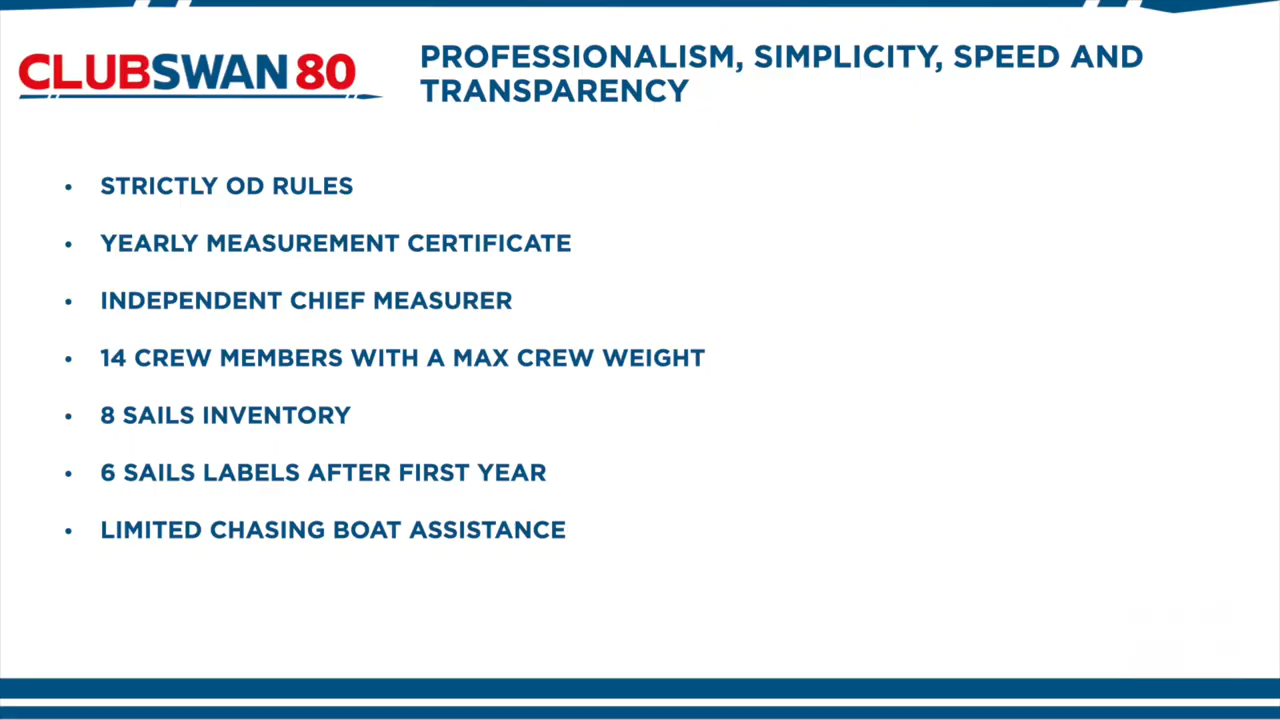 CLUBSWAN 80
PROFESSIONALISM, SIMPLICITY, SPEED AND
TRANSPARENCY
• STRICTLY OD RULES
• YEARLY MEASUREMENT CERTIFICATE
• INDEPENDENT CHIEF MEASURER
• 14 CREW MEMBERS WITH A MAX CREW WEIGHT
• 8 SAILS INVENTORY
• 6 SAILS LABELS AFTER FIRST YEAR
• LIMITED CHASING BOAT ASSISTANCE